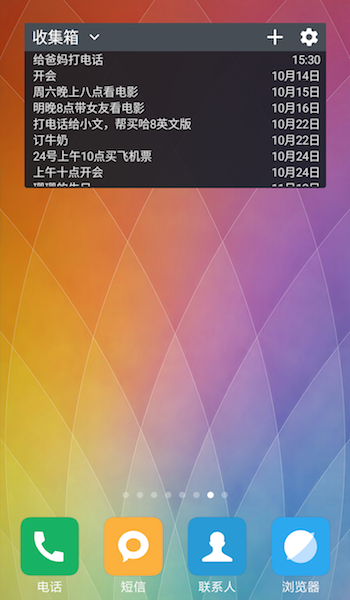 收集箱
给爸妈打电话 15:30
开会 10月14日
周六晚上八点看电影 10月15日
明晚8点带女友看电影 10月16日
打电话给小文，帮买哈8英文版 10月22日
订牛奶 10月22日
24号上午10点买飞机票 10月24日
上午十点开会 10月24日
电话 短信 联系人 浏览器